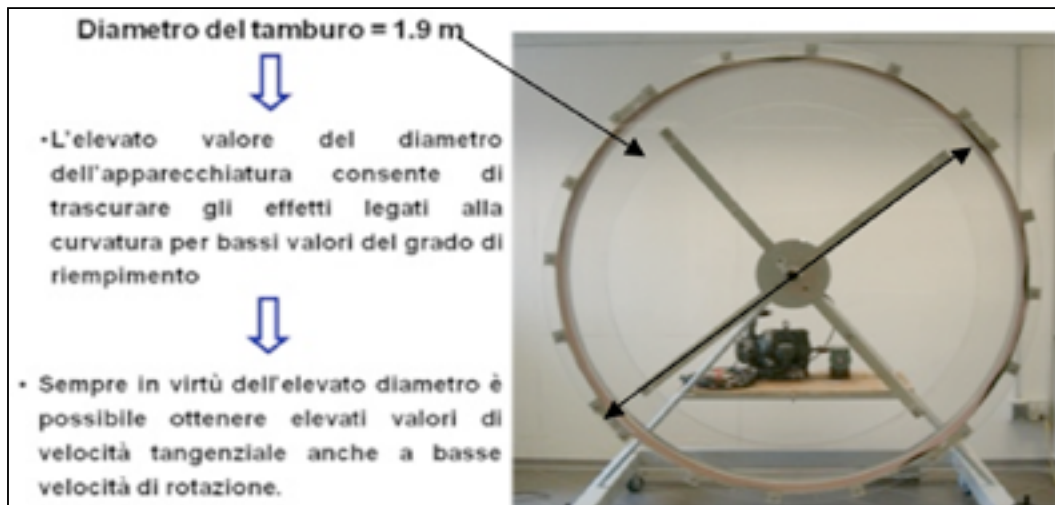 Diametro del tamburo = 1.9 m
•L'elevato valore del diametro
dell'apparecchiatura consente di
trascurare gli effetti legati alla
curvatura per bassi valori del grado di
riempimento
• Sempre in virtù dell'elevato diametro è
possibile ottenere elevati valori di
velocità tangenziale anche a basse
velocità di rotazione.